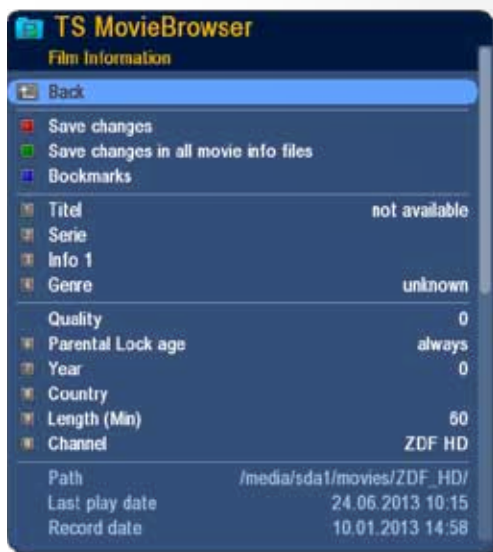 TS MovieBrowser
Film Information
Back
Save changes
Save changes in all movie info files
Bookmarks
Titel not available
Serie
Info 1
Genre unknown
Quality 0
Parental Lock age always
Year 0
Country
Length (Min) 60
Channel ZDF HD
Path /media/sda1/movies/ZDF_HD/
Last play date 24.06.2013 10:15
Record date 10.01.2013 14:58